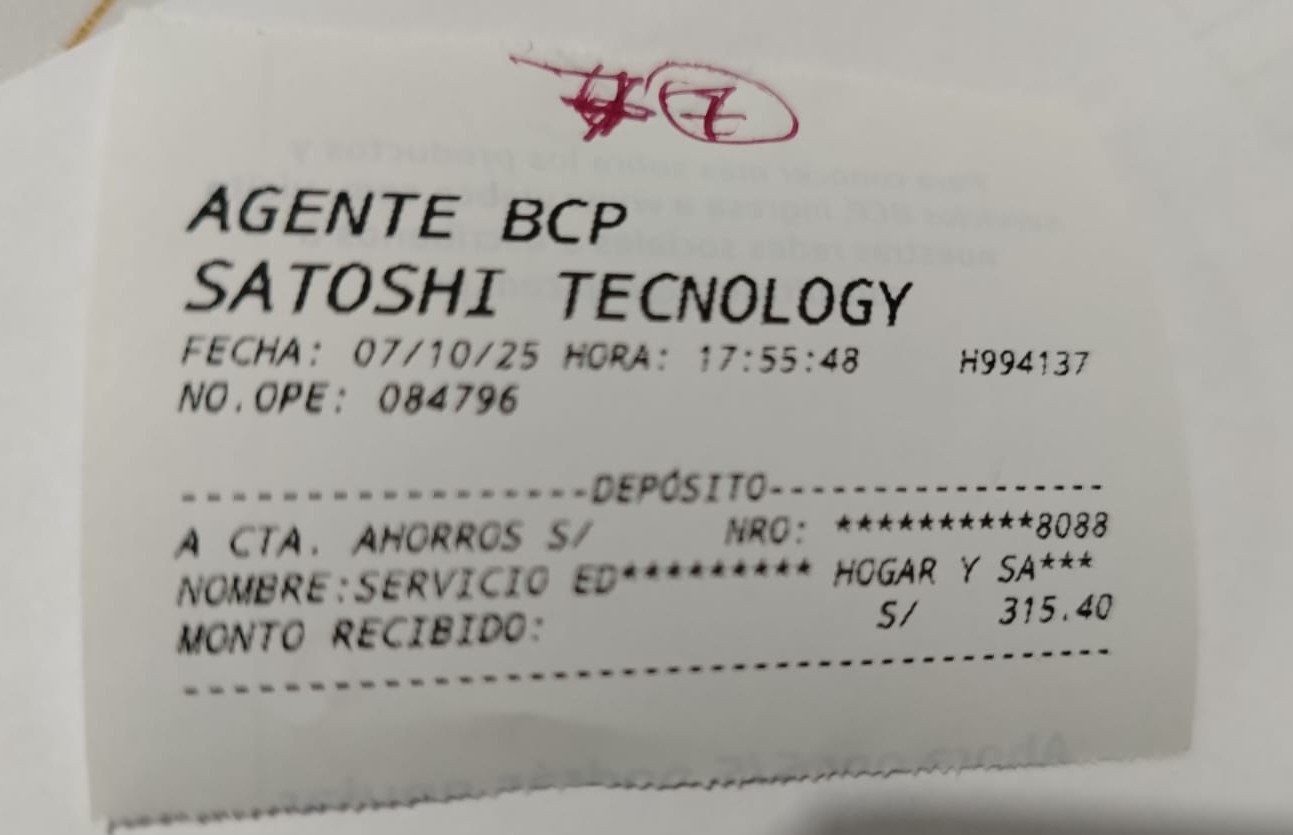 7
AGENTE BCP
SATOSHI TECNOLOGY
FECHA: 07/10/25 HORA: 17:55:48 H994137
NO.OPE: 084796
------------------DEPÓSITO-----------------
A CTA. AHORROS S/ NRO: **********8088
NOMBRE:SERVICIO ED********* HOGAR Y SA***
MONTO RECIBIDO: S/ 315.40
-------------------------------------------